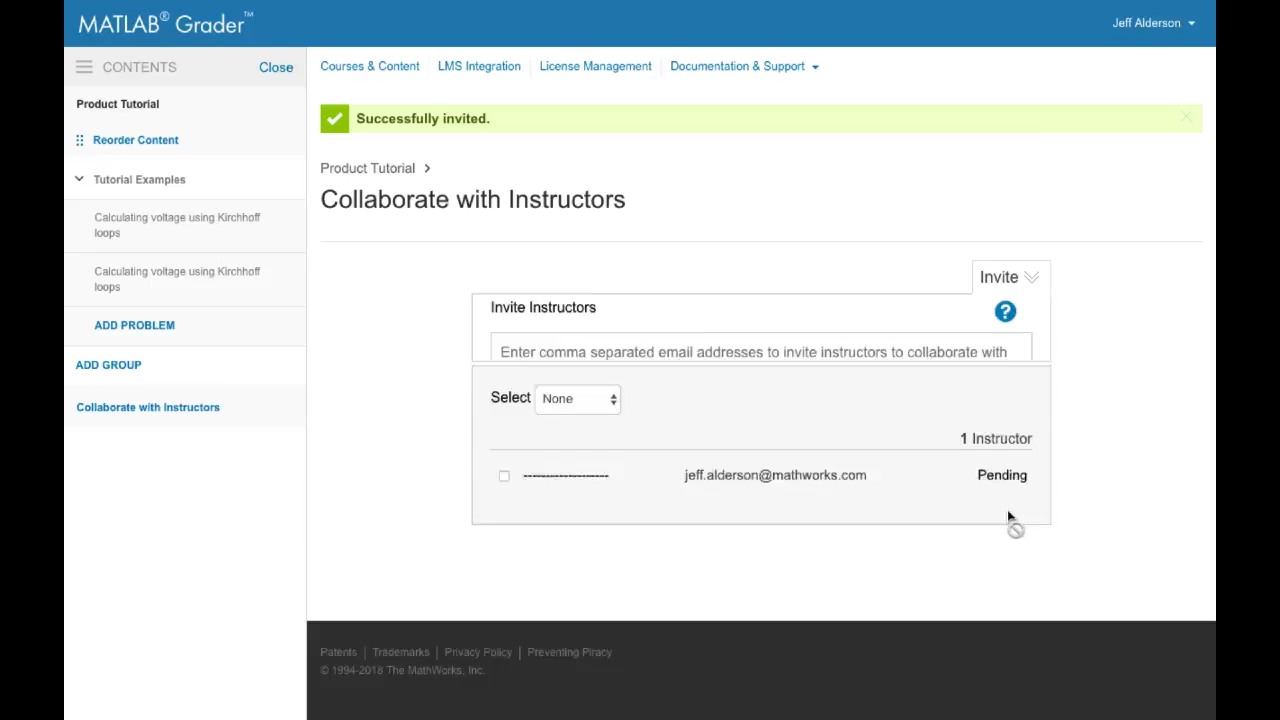 MATLAB® Grader™
Jeff Alderson
CONTENTS
Close
Courses & Content
LMS Integration
License Management
Documentation & Support
Product Tutorial
Reorder Content
Tutorial Examples
Calculating voltage using Kirchhoff
loops
Calculating voltage using Kirchhoff
loops
ADD PROBLEM
ADD GROUP
Collaborate with Instructors
Successfully invited.
Product Tutorial
Collaborate with Instructors
Invite
Invite Instructors
?
Enter comma separated email addresses to invite instructors to collaborate with
Select None
1 Instructor
-------------------- jeff.alderson@mathworks.com Pending
Patents | Trademarks | Privacy Policy | Preventing Piracy
© 1994-2018 The MathWorks, Inc.